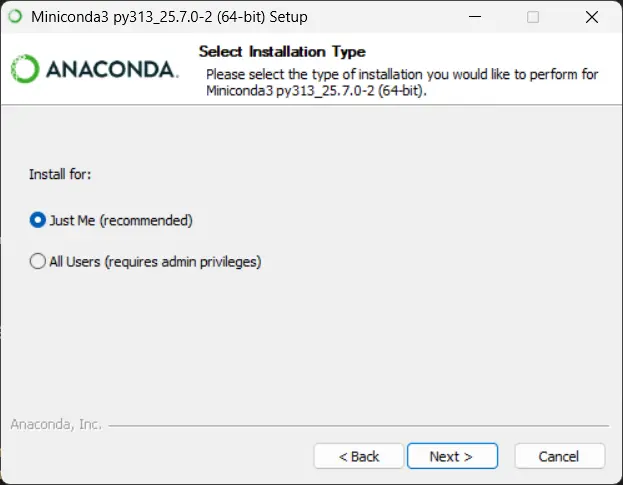 Miniconda3 py313_25.7.0-2 (64-bit) Setup
ANACONDA.
Select Installation Type
Please select the type of installation you would like to perform for
Miniconda3 py313_25.7.0-2 (64-bit).
Install for:
Just Me (recommended)
All Users (requires admin privileges)
Anaconda, Inc.
< Back
Next >
Cancel